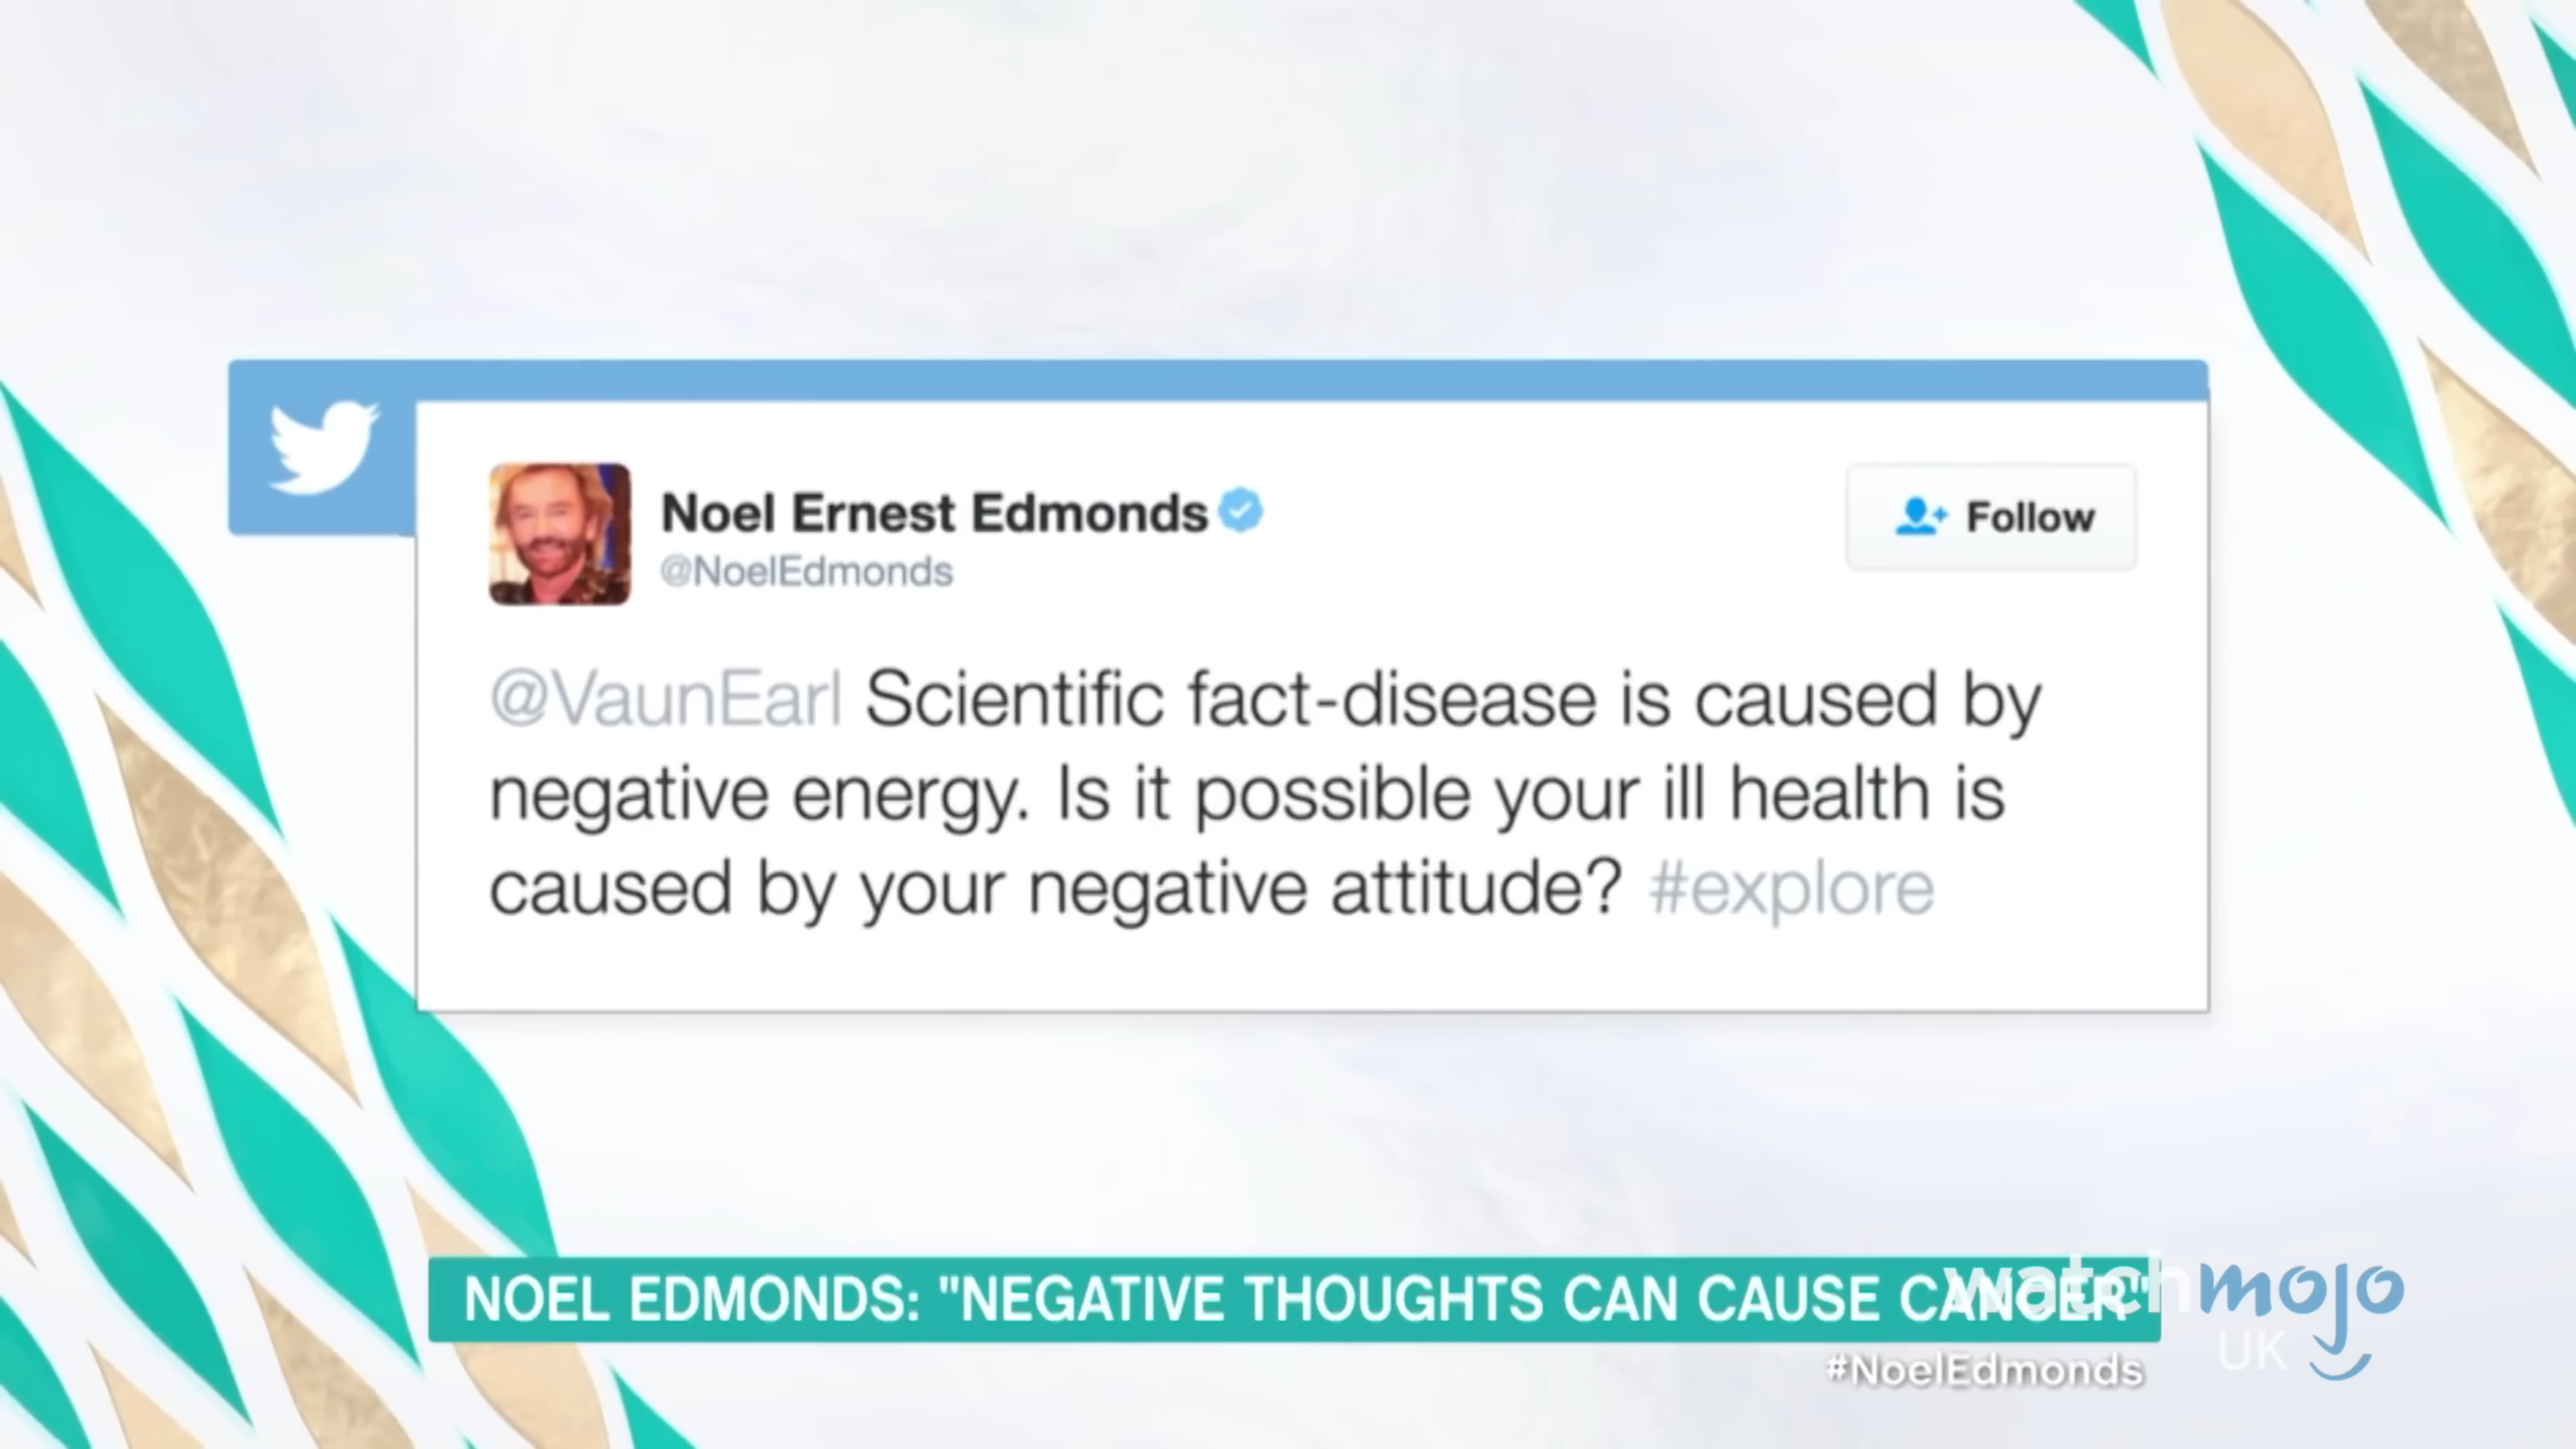 Noel Ernest Edmonds
@NoelEdmonds
Follow
@VaunEarl Scientific fact-disease is caused by
negative energy. Is it possible your ill health is
caused by your negative attitude? #explore
NOEL EDMONDS: "NEGATIVE THOUGHTS CAN CAUSE CANCER"
watchmojo
UK
#NoelEdmonds